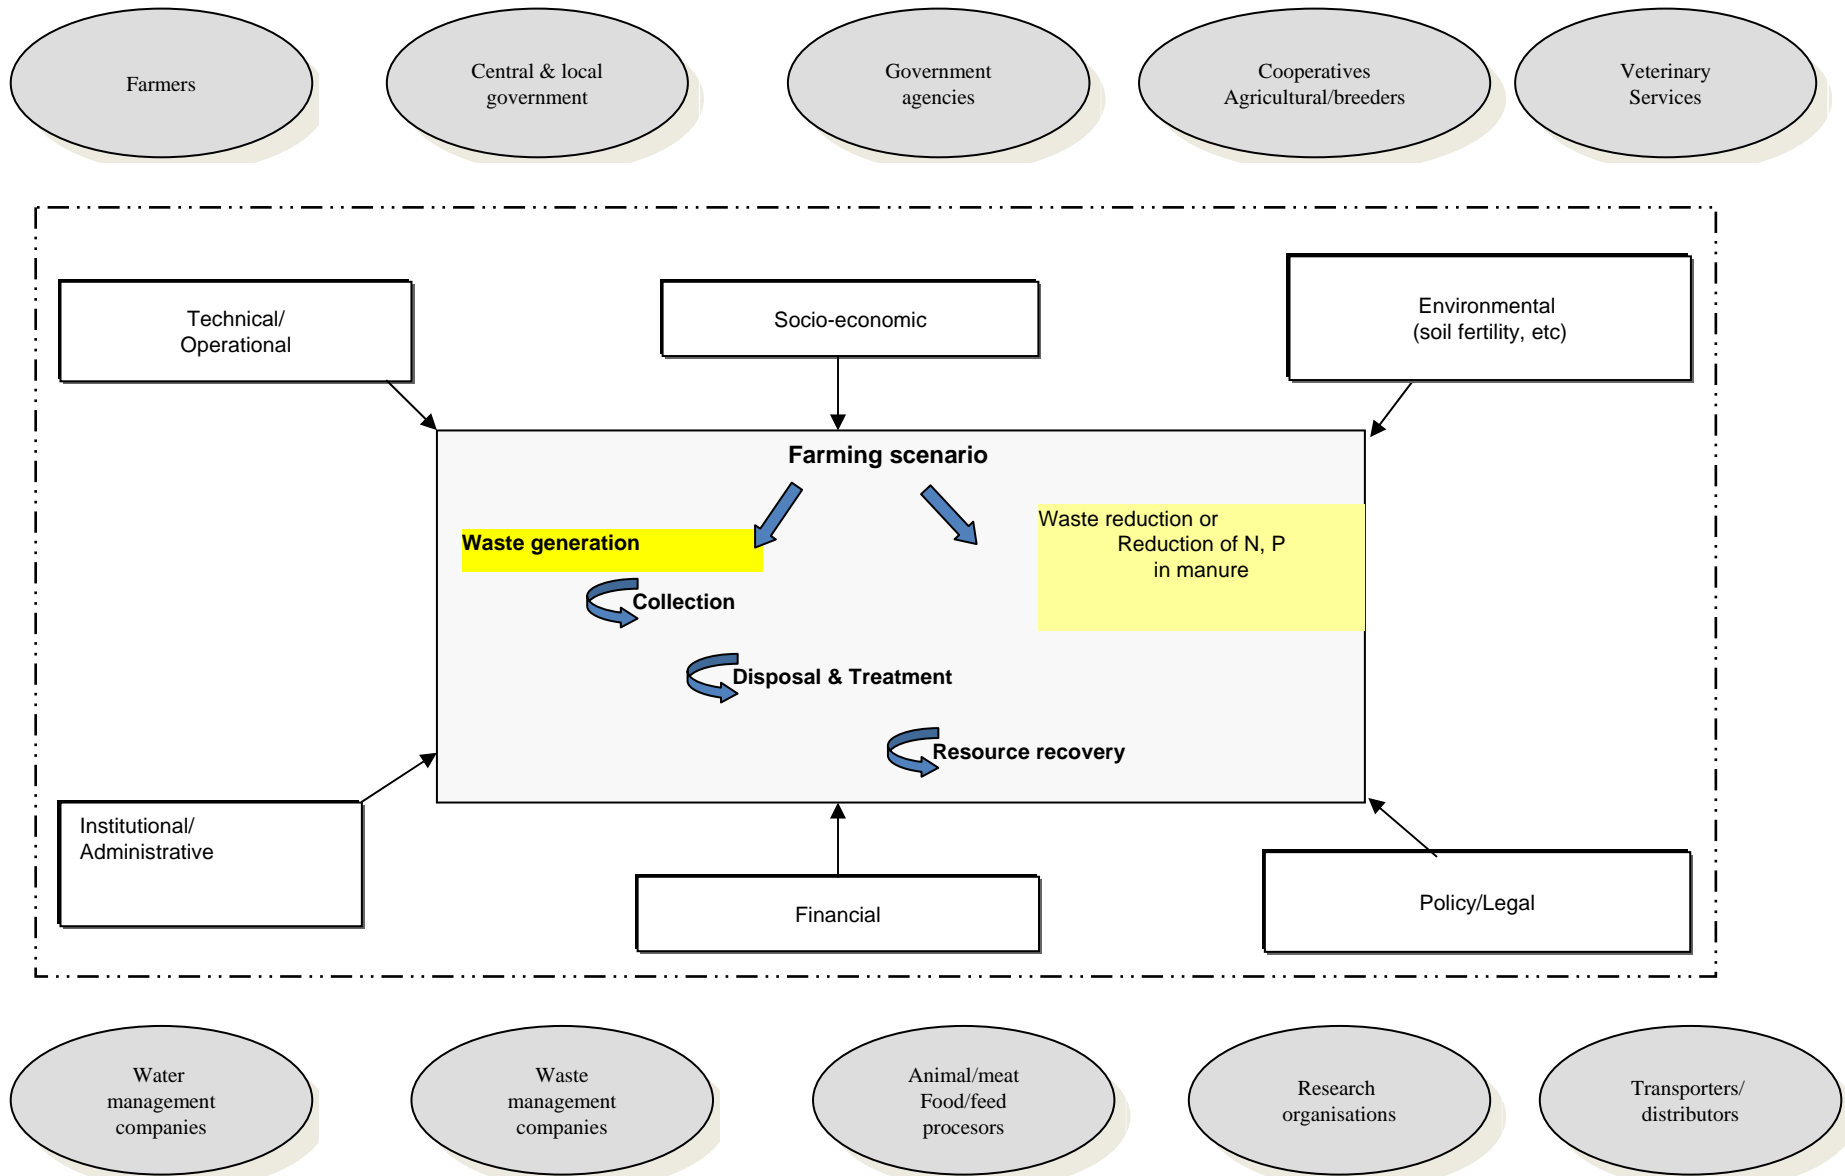 Farmers
Central & local
government
Government
agencies
Cooperatives
Agricultural/breeders
Veterinary
Services
Technical/
Operational
Socio-economic
Environmental
(soil fertility, etc)
Farming scenario
Waste generation
Waste reduction or
Reduction of N, P
in manure
Collection
Disposal & Treatment
Resource recovery
Institutional/
Administrative
Financial
Policy/Legal
Water
management
companies
Waste
management
companies
Animal/meat
Food/feed
procesors
Research
organisations
Transporters/
distributors